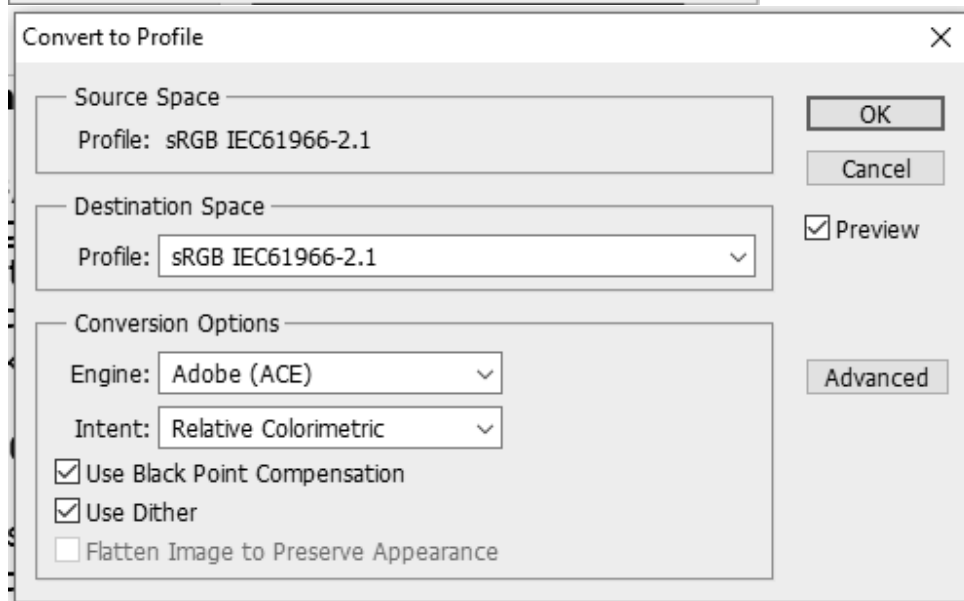 Convert to Profile
Source Space
Profile: sRGB IEC61966-2.1
OK
Cancel
Destination Space
Profile: sRGB IEC61966-2.1
Preview
Conversion Options
Engine: Adobe (ACE)
Advanced
Intent: Relative Colorimetric
Use Black Point Compensation
Use Dither
Flatten Image to Preserve Appearance